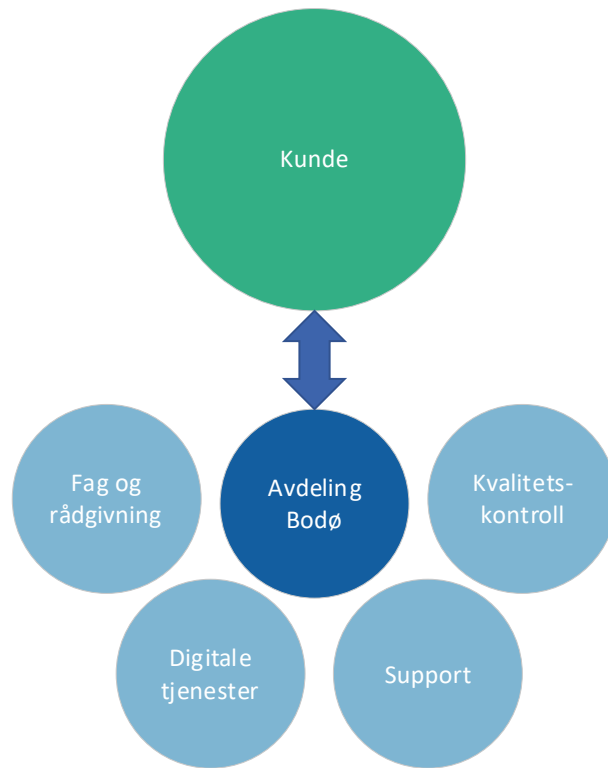 Kunde
Fag og
rådgivning
Avdeling
Bodø
Kvalitets-
kontroll
Digitale
tjenester
Support